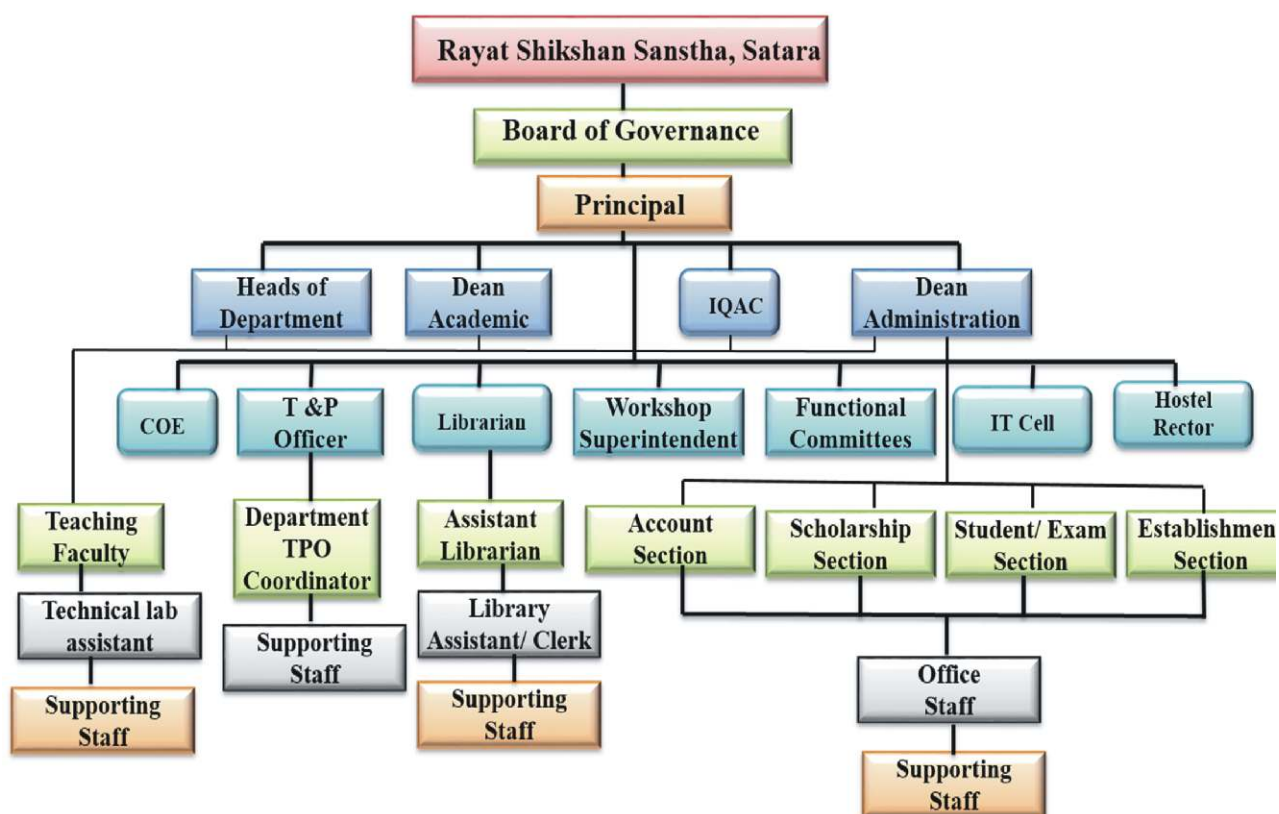 Rayat Shikshan Sanstha, Satara
Board of Governance
Principal
Heads of
Department
Dean
Academic
IQAC
Dean
Administration
COE
T &P
Officer
Librarian
Workshop
Superintendent
Functional
Committees
IT Cell
Hostel
Rector
Teaching
Faculty
Department
TPO
Coordinator
Assistant
Librarian
Account
Section
Scholarship
Section
Student/ Exam
Section
Establishmen
Section
Technical lab
assistant
Supporting
Staff
Library
Assistant/ Clerk
Office
Staff
Supporting
Staff
Supporting
Staff
Supporting
Staff